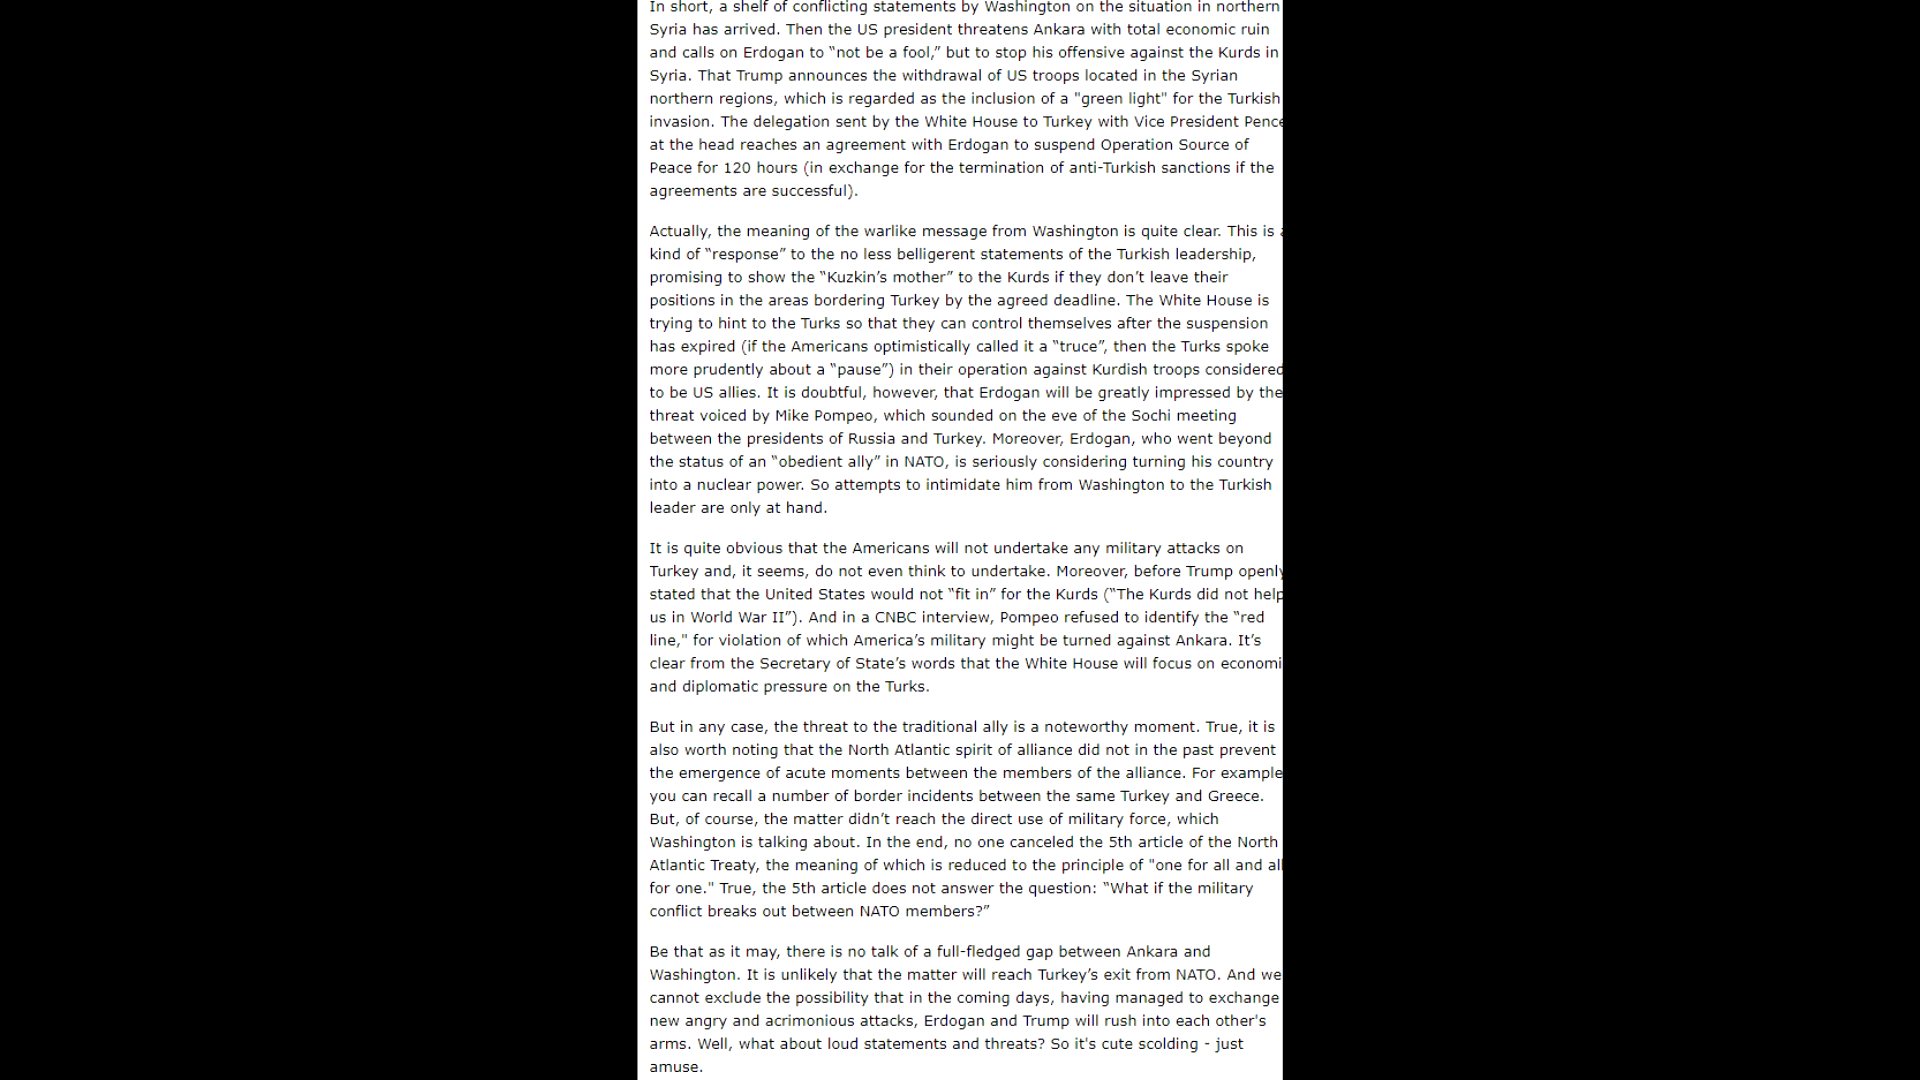 In short, a shelf of conflicting statements by Washington on the situation in northern
Syria has arrived. Then the US president threatens Ankara with total economic ruin
and calls on Erdogan to “not be a fool,” but to stop his offensive against the Kurds in
Syria. That Trump announces the withdrawal of US troops located in the Syrian
northern regions, which is regarded as the inclusion of a "green light" for the Turkish
invasion. The delegation sent by the White House to Turkey with Vice President Pence
at the head reaches an agreement with Erdogan to suspend Operation Source of
Peace for 120 hours (in exchange for the termination of anti-Turkish sanctions if the
agreements are successful).
Actually, the meaning of the warlike message from Washington is quite clear. This is a
kind of “response” to the no less belligerent statements of the Turkish leadership,
promising to show the “Kuzkin’s mother” to the Kurds if they don’t leave their
positions in the areas bordering Turkey by the agreed deadline. The White House is
trying to hint to the Turks so that they can control themselves after the suspension
has expired (if the Americans optimistically called it a “truce”, then the Turks spoke
more prudently about a “pause”) in their operation against Kurdish troops considered
to be US allies. It is doubtful, however, that Erdogan will be greatly impressed by the
threat voiced by Mike Pompeo, which sounded on the eve of the Sochi meeting
between the presidents of Russia and Turkey. Moreover, Erdogan, who went beyond
the status of an “obedient ally” in NATO, is seriously considering turning his country
into a nuclear power. So attempts to intimidate him from Washington to the Turkish
leader are only at hand.
It is quite obvious that the Americans will not undertake any military attacks on
Turkey and, it seems, do not even think to undertake. Moreover, before Trump openly
stated that the United States would not “fit in” for the Kurds (“The Kurds did not help
us in World War II”). And in a CNBC interview, Pompeo refused to identify the “red
line," for violation of which America’s military might be turned against Ankara. It’s
clear from the Secretary of State’s words that the White House will focus on economi
and diplomatic pressure on the Turks.
But in any case, the threat to the traditional ally is a noteworthy moment. True, it is
also worth noting that the North Atlantic spirit of alliance did not in the past prevent
the emergence of acute moments between the members of the alliance. For example
you can recall a number of border incidents between the same Turkey and Greece.
But, of course, the matter didn’t reach the direct use of military force, which
Washington is talking about. In the end, no one canceled the 5th article of the North
Atlantic Treaty, the meaning of which is reduced to the principle of "one for all and all
for one." True, the 5th article does not answer the question: “What if the military
conflict breaks out between NATO members?”
Be that as it may, there is no talk of a full-fledged gap between Ankara and
Washington. It is unlikely that the matter will reach Turkey’s exit from NATO. And we
cannot exclude the possibility that in the coming days, having managed to exchange
new angry and acrimonious attacks, Erdogan and Trump will rush into each other's
arms. Well, what about loud statements and threats? So it's cute scolding - just
amuse.